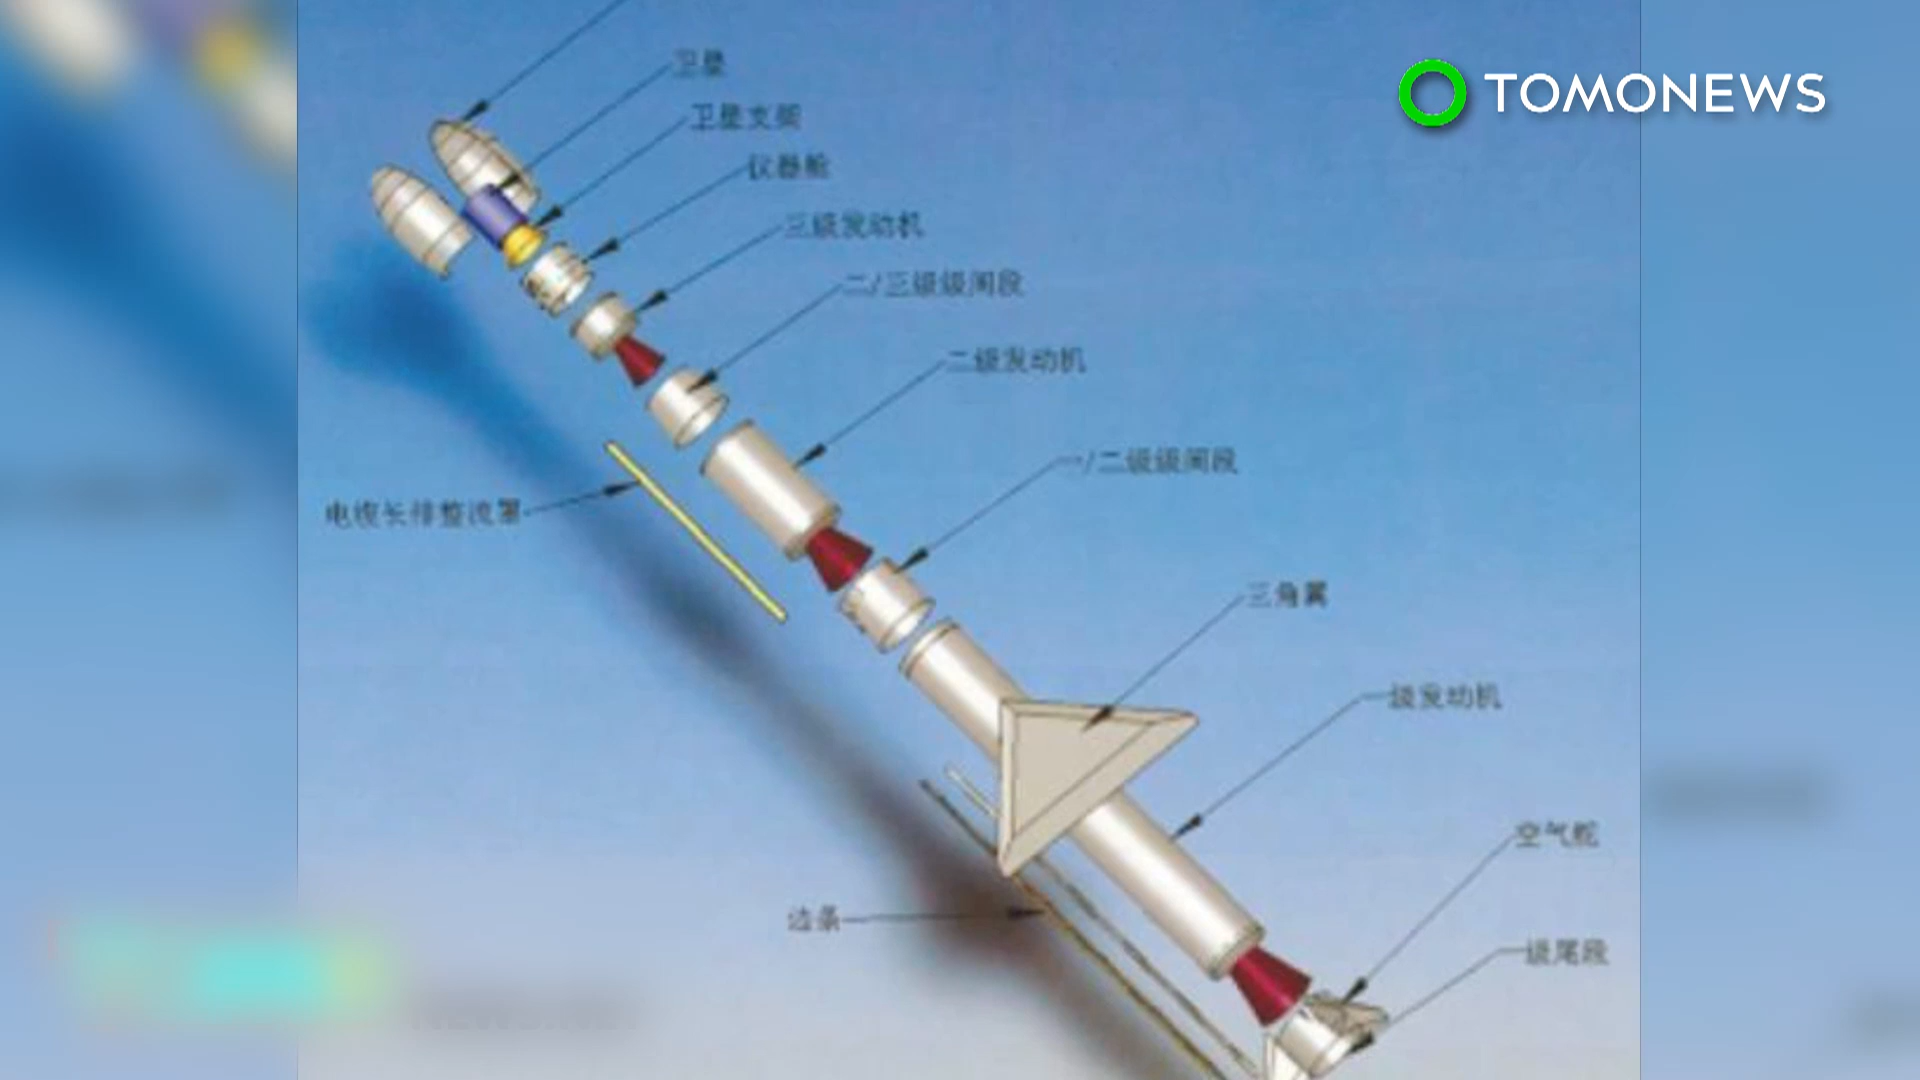 TOMONEWS
卫星
卫星支架
仪器舱
三级发动机
二/三级级间段
二级发动机
一/二级级间段
电缆长排整流罩
三角翼
一级发动机
空气舵
边条
一级尾段